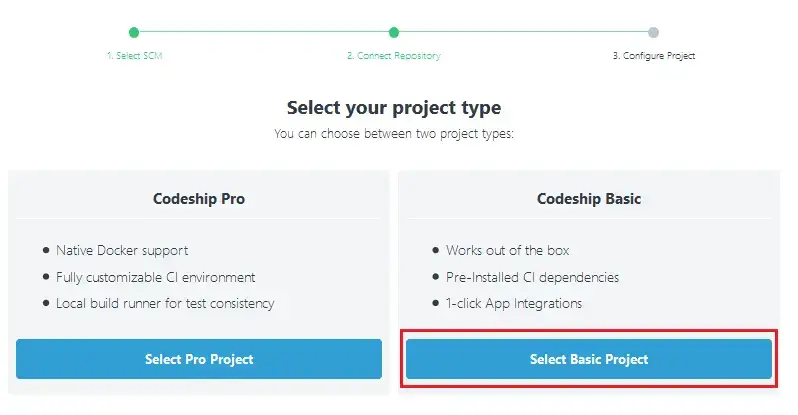 1. Select SCM
2. Connect Repository
3. Configure Project
Select your project type
You can choose between two project types:
Codeship Pro
Native Docker support
Fully customizable CI environment
Local build runner for test consistency
Select Pro Project
Codeship Basic
Works out of the box
Pre-Installed CI dependencies
1-click App Integrations
Select Basic Project